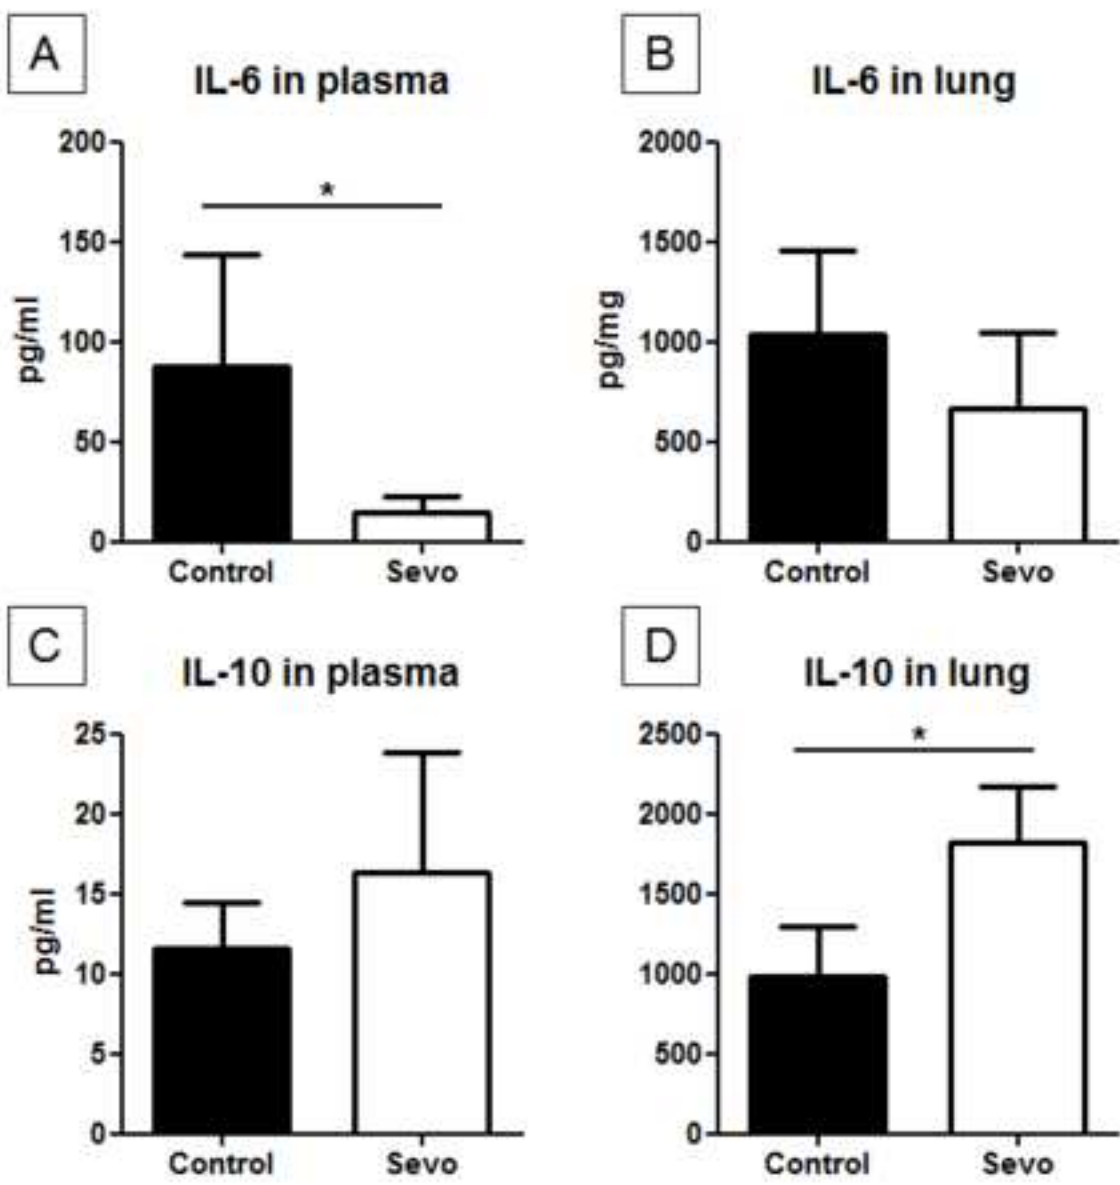 A
IL-6 in plasma
200
150
100
50
0
pg/ml
*
Control Sevo
B
IL-6 in lung
2000
1500
1000
500
0
pg/mg
Control Sevo
C
IL-10 in plasma
25
20
15
10
5
0
pg/ml
Control Sevo
D
IL-10 in lung
2500
2000
1500
1000
500
0
*
Control Sevo